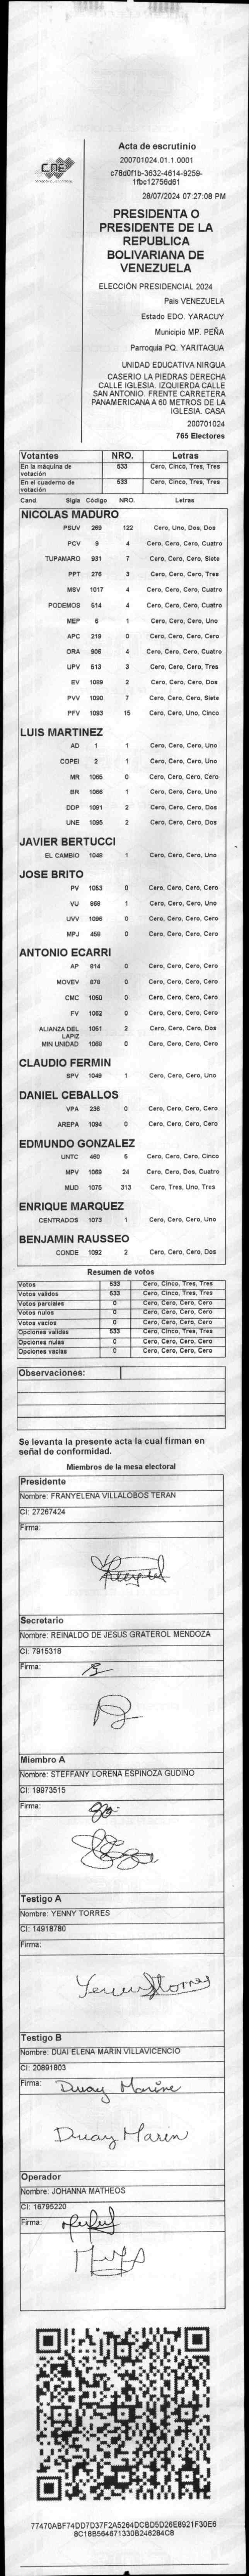 CNE
Acta de escrutinio
200701024.01.1.0001
c78d0f1b-3632-4614-9259-
1fbc12756d61
28/07/2024 07:27:08 PM
PRESIDENTA O
PRESIDENTE DE LA
REPUBLICA
BOLIVARIANA DE
VENEZUELA
ELECCIÓN PRESIDENCIAL 2024
Pais VENEZUELA
Estado EDO. YARACUY
Municipio MP. PEÑA
Parroquia PQ. YARITAGUA
UNIDAD EDUCATIVA NIRGUA
CASERIO LA PIEDRAS DERECHA
CALLE IGLESIA. IZQUIERDA CALLE
SAN ANTONIO. FRENTE CARRETERA
PANAMERICANA A 60 METROS DE LA
IGLESIA. CASA
200701024
765 Electores
Votantes NRO. Letras
En la máquina de votación 533 Cero, Cinco, Tres, Tres
En el cuaderno de votación 533 Cero, Cinco, Tres, Tres
Cand. Sigla Código NRO. Letras
NICOLAS MADURO
PSUV 269 122 Cero, Uno, Dos, Dos
PCV 9 4 Cero, Cero, Cero, Cuatro
TUPAMARO 931 7 Cero, Cero, Cero, Siete
PPT 276 3 Cero, Cero, Cero, Tres
MSV 1017 4 Cero, Cero, Cero, Cuatro
PODEMOS 514 4 Cero, Cero, Cero, Cuatro
MEP 6 1 Cero, Cero, Cero, Uno
APC 219 0 Cero, Cero, Cero, Cero
ORA 906 4 Cero, Cero, Cero, Cuatro
UPV 513 3 Cero, Cero, Cero, Tres
EV 1089 2 Cero, Cero, Cero, Dos
PVV 1090 7 Cero, Cero, Cero, Siete
PFV 1093 15 Cero, Cero, Uno, Cinco
LUIS MARTINEZ
AD 1 1 Cero, Cero, Cero, Uno
COPEI 2 1 Cero, Cero, Cero, Uno
MR 1065 0 Cero, Cero, Cero, Cero
BR 1066 1 Cero, Cero, Cero, Uno
DDP 1091 2 Cero, Cero, Cero, Dos
UNE 1095 2 Cero, Cero, Cero, Dos
JAVIER BERTUCCI
EL CAMBIO 1048 1 Cero, Cero, Cero, Uno
JOSE BRITO
PV 1053 0 Cero, Cero, Cero, Cero
VU 868 1 Cero, Cero, Cero, Uno
UVV 1096 0 Cero, Cero, Cero, Cero
MPJ 458 0 Cero, Cero, Cero, Cero
ANTONIO ECARRI
AP 814 0 Cero, Cero, Cero, Cero
MOVEV 978 0 Cero, Cero, Cero, Cero
CMC 1050 0 Cero, Cero, Cero, Cero
FV 1062 0 Cero, Cero, Cero, Cero
ALIANZA DEL LAPIZ 1051 2 Cero, Cero, Cero, Dos
MIN UNIDAD 1068 0 Cero, Cero, Cero, Cero
CLAUDIO FERMIN
SPV 1049 1 Cero, Cero, Cero, Uno
DANIEL CEBALLOS
VPA 236 0 Cero, Cero, Cero, Cero
AREPA 1094 0 Cero, Cero, Cero, Cero
EDMUNDO GONZALEZ
UNTC 460 5 Cero, Cero, Cero, Cinco
MPV 1069 24 Cero, Cero, Dos, Cuatro
MUD 1075 313 Cero, Tres, Uno, Tres
ENRIQUE MARQUEZ
CENTRADOS 1073 1 Cero, Cero, Cero, Uno
BENJAMIN RAUSSEO
CONDE 1092 2 Cero, Cero, Cero, Dos
Resumen de votos
Votos 533 Cero, Cinco, Tres, Tres
Votos validos 533 Cero, Cinco, Tres, Tres
Votos parciales 0 Cero, Cero, Cero, Cero
Votos nulos 0 Cero, Cero, Cero, Cero
Votos vacios 0 Cero, Cero, Cero, Cero
Opciones validas 533 Cero, Cinco, Tres, Tres
Opciones nulas 0 Cero, Cero, Cero, Cero
Opciones vacias 0 Cero, Cero, Cero, Cero
Observaciones:
Se levanta la presente acta la cual firman en
señal de conformidad.
Miembros de la mesa electoral
Presidente
Nombre: FRANYELENA VILLALOBOS TERAN
CI: 27267424
Firma:
Secretario
Nombre: REINALDO DE JESUS GRATEROL MENDOZA
CI: 7915318
Firma:
Miembro A
Nombre: STEFFANY LORENA ESPINOZA GUDIÑO
CI: 19973515
Firma:
Testigo A
Nombre: YENNY TORRES
CI: 14918780
Firma:
Yenny Torres
Testigo B
Nombre: DUAI ELENA MARIN VILLAVICENCIO
CI: 20891803
Firma: Duay Marine
Duay Marin
Operador
Nombre: JOHANNA MATHEOS
CI: 16795220
Firma:
77470ABF74DD7D37F2A5264DCBD5D26E8921F30E6
8C18B564671330B246284C8